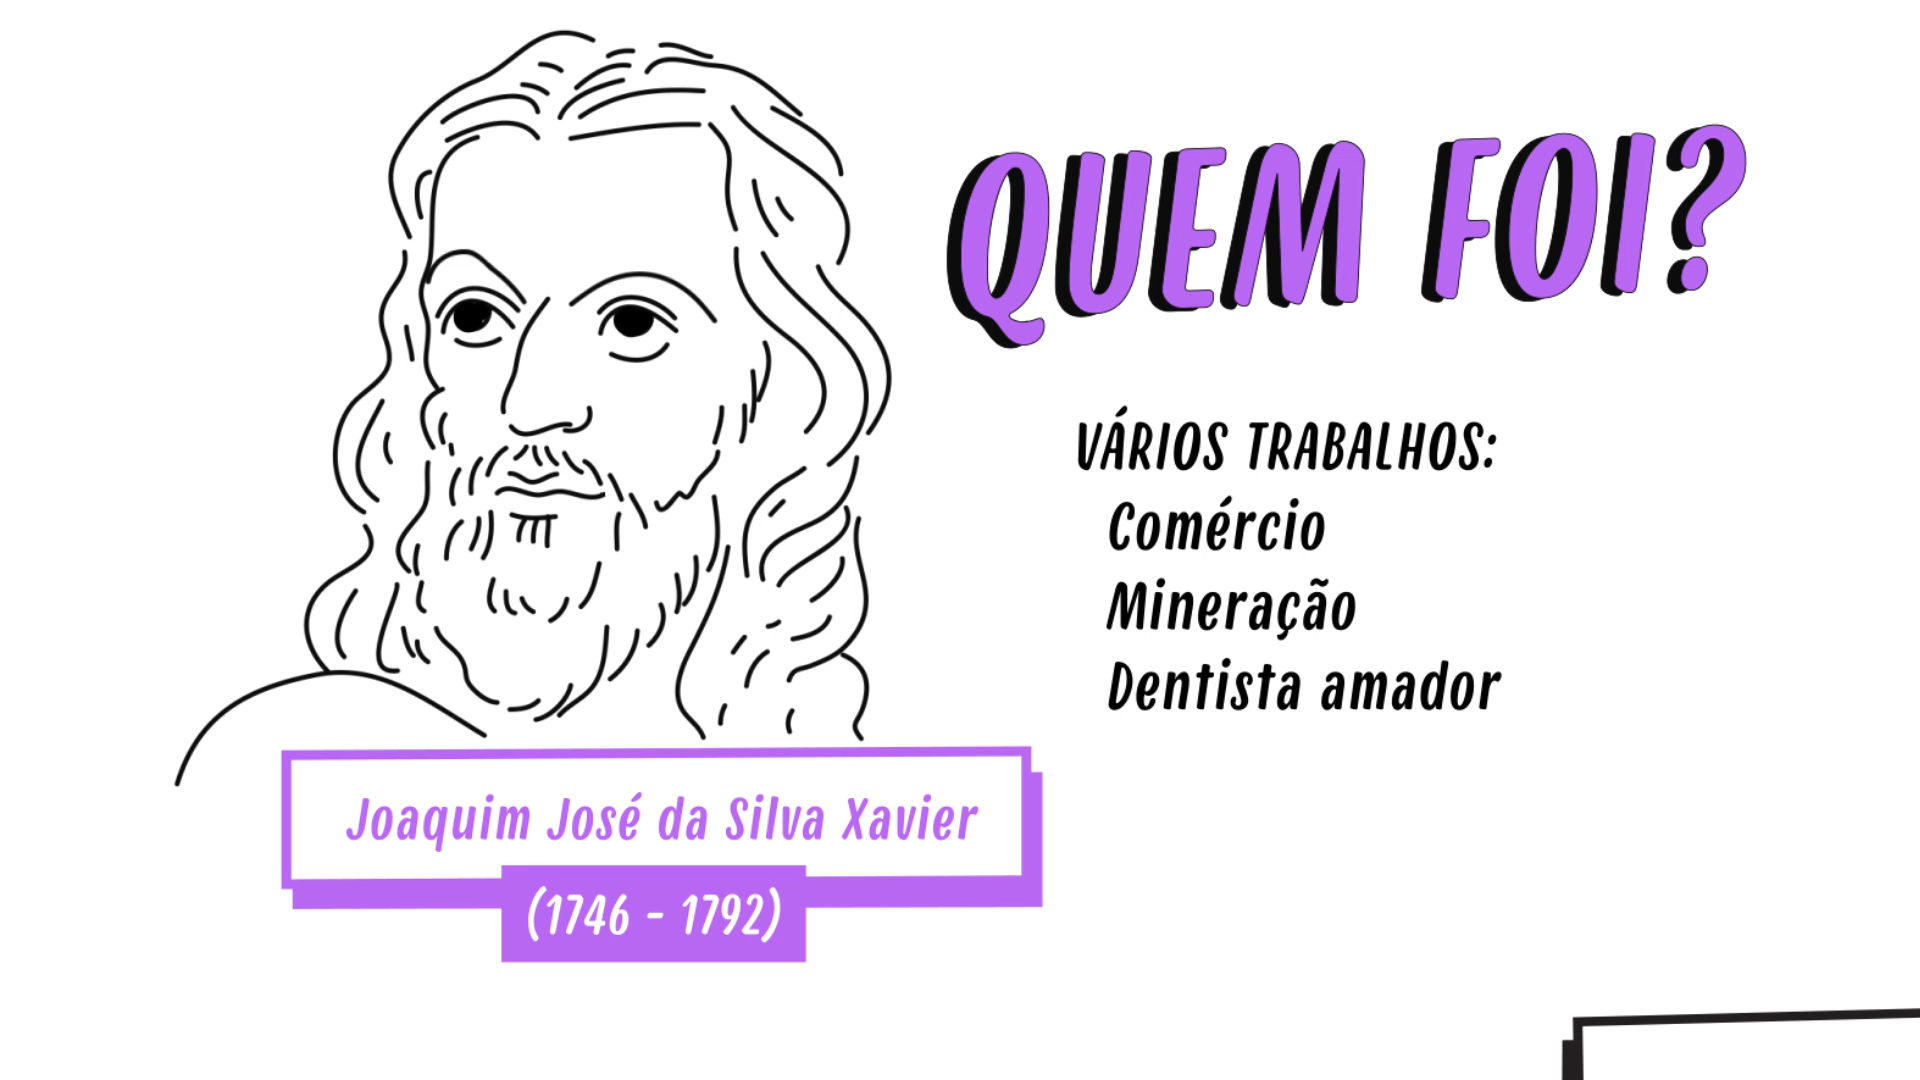 QUEM FOI?
VÁRIOS TRABALHOS:
Comércio
Mineração
Dentista amador
Joaquim José da Silva Xavier
(1746 - 1792)